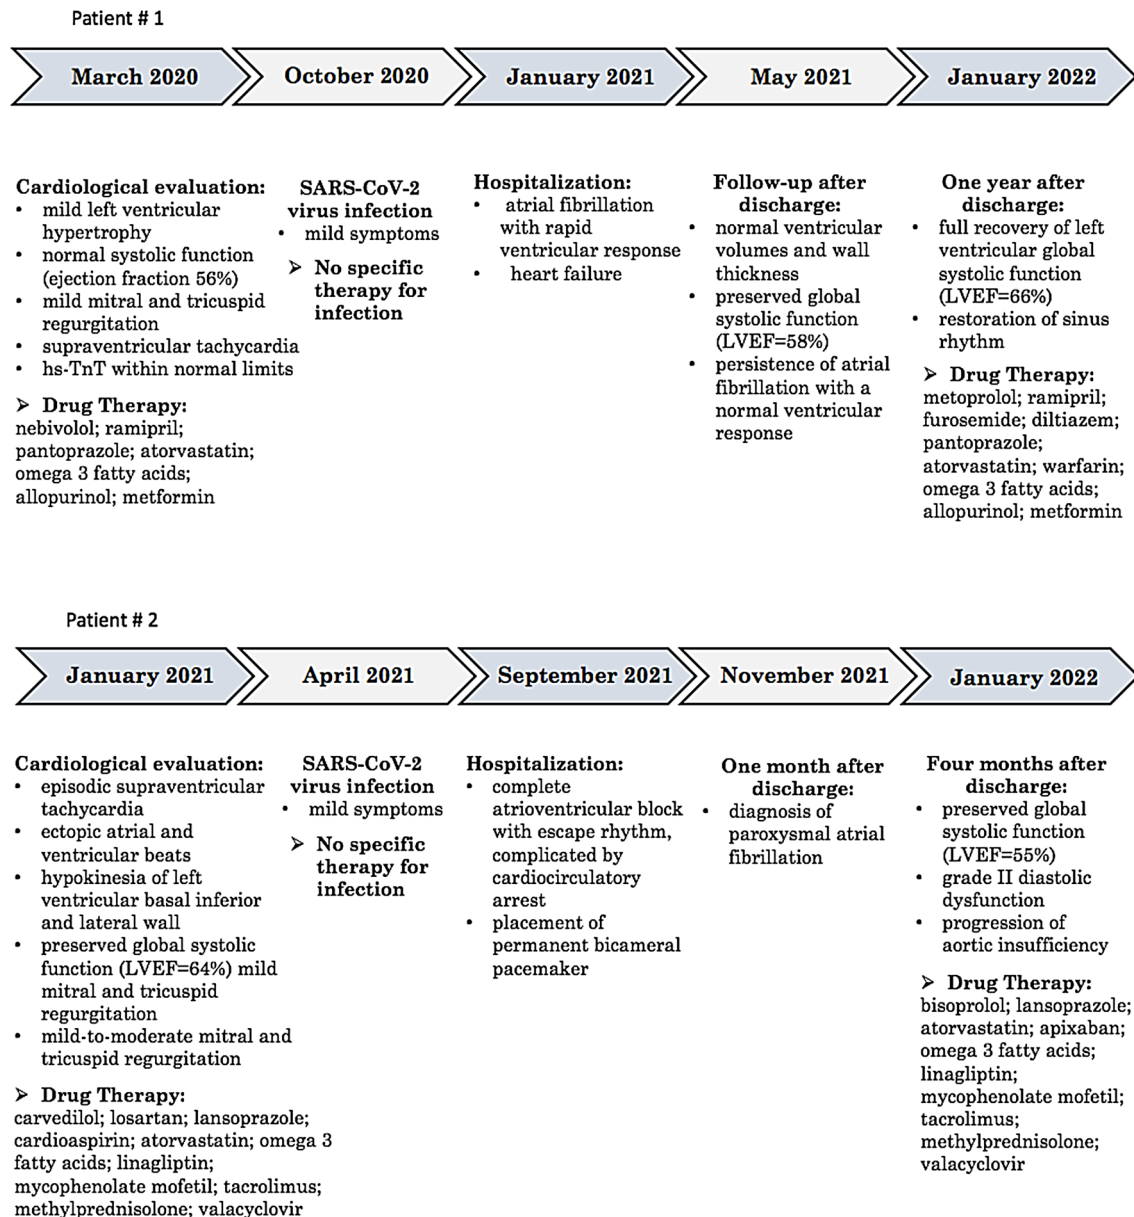 Patient # 1
March 2020
October 2020
January 2021
May 2021
January 2022
Cardiological evaluation:
• mild left ventricular
hypertrophy
• normal systolic function
(ejection fraction 56%)
• mild mitral and tricuspid
regurgitation
• supraventricular tachycardia
• hs-TnT within normal limits
➤ Drug Therapy:
nebivolol; ramipril;
pantoprazole; atorvastatin;
omega 3 fatty acids;
allopurinol; metformin
SARS-CoV-2
virus infection
• mild symptoms
➤ No specific
therapy for
infection
Hospitalization:
• atrial fibrillation
with rapid
ventricular response
• heart failure
Follow-up after
discharge:
• normal ventricular
volumes and wall
thickness
• preserved global
systolic function
(LVEF=58%)
• persistence of atrial
fibrillation with a
normal ventricular
response
One year after
discharge:
• full recovery of left
ventricular global
systolic function
(LVEF=66%)
• restoration of sinus
rhythm
➤ Drug Therapy:
metoprolol; ramipril;
furosemide; diltiazem;
pantoprazole;
atorvastatin; warfarin;
omega 3 fatty acids;
allopurinol; metformin
Patient # 2
January 2021
April 2021
September 2021
November 2021
January 2022
Cardiological evaluation:
• episodic supraventricular
tachycardia
• ectopic atrial and
ventricular beats
• hypokinesia of left
ventricular basal inferior
and lateral wall
• preserved global systolic
function (LVEF=64%) mild
mitral and tricuspid
regurgitation
• mild-to-moderate mitral and
tricuspid regurgitation
➤ Drug Therapy:
carvedilol; losartan; lansoprazole;
cardioaspirin; atorvastatin; omega 3
fatty acids; linagliptin;
mycophenolate mofetil; tacrolimus;
methylprednisolone; valacyclovir
SARS-CoV-2
virus infection
• mild symptoms
➤ No specific
therapy for
infection
Hospitalization:
• complete
atrioventricular block
with escape rhythm,
complicated by
cardiocirculatory
arrest
• placement of
permanent bicameral
pacemaker
One month after
discharge:
• diagnosis of
paroxysmal atrial
fibrillation
Four months after
discharge:
• preserved global
systolic function
(LVEF=55%)
• grade II diastolic
dysfunction
• progression of
aortic insufficiency
➤ Drug Therapy:
bisoprolol; lansoprazole;
atorvastatin; apixaban;
omega 3 fatty acids;
linagliptin;
mycophenolate mofetil;
tacrolimus;
methylprednisolone;
valacyclovir